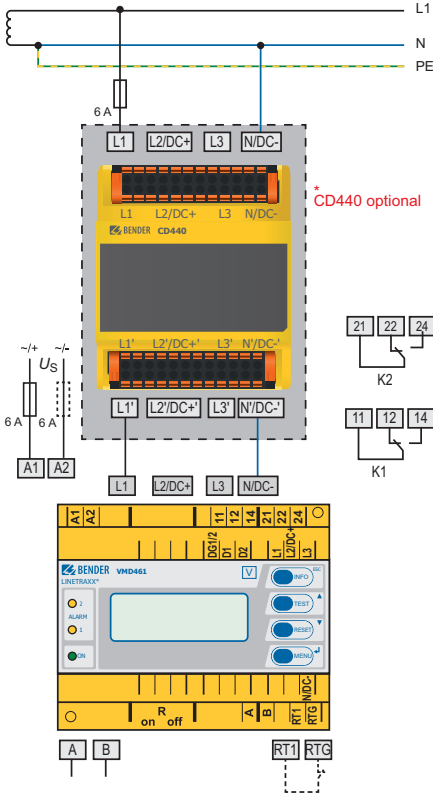 L1
N
PE
6 A
L1 L2/DC+ L3 N/DC-
*
CD440 optional
L1 L2/DC+ L3 N/DC-
BENDER CD440
L1' L2'/DC+' L3' N'/DC-'
L1' L2'/DC+' L3' N'/DC-'
21 22 24
K2
11 12 14
K1
~/+ ~/-
US
6 A 6 A
A1 A2
L1 L2/DC+ L3 N/DC-
A1 A2 11 12 14 21 22 24
DG1/2 D1 D2 L1 L2/DC+ L3
BENDER VMD461
LINETRAXX®
V
ESC
INFO
2
ALARM
1
TEST
RESET
ON
MENU
N/DC-
R
on off
A B RT1 RTG
A B RT1 RTG